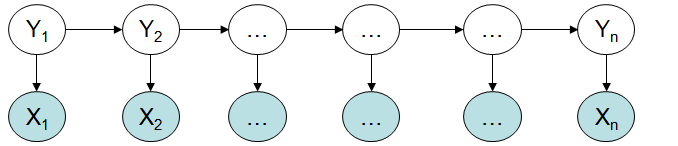 Y₁ Y₂ ... ... ... Yₙ
X₁ X₂ ... ... ... Xₙ